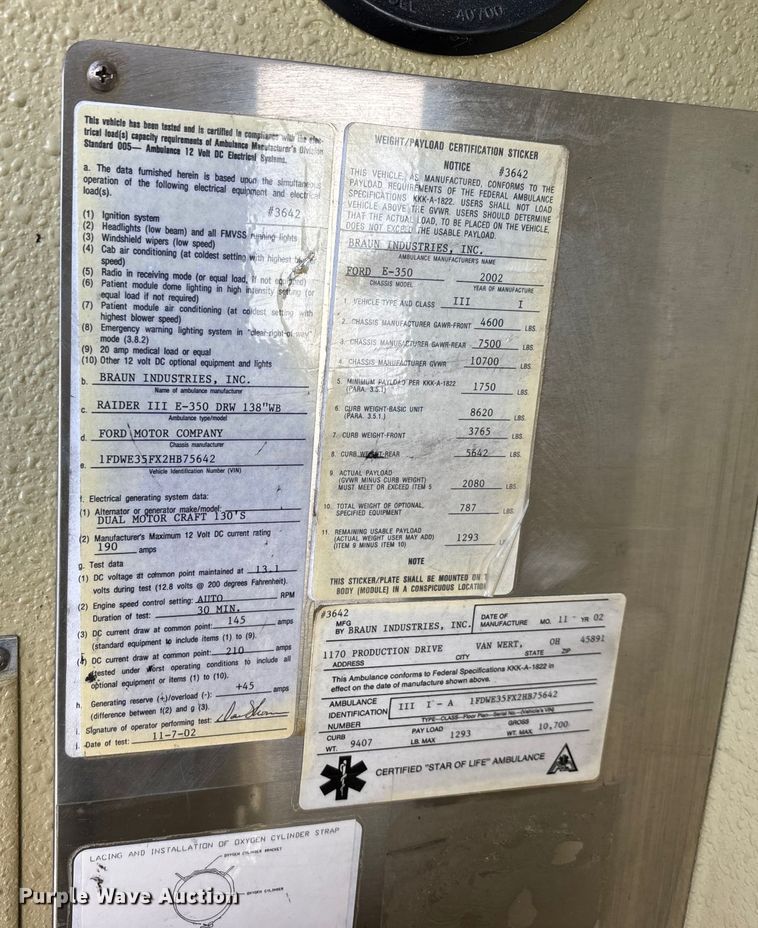 40700
This vehicle has been tested and is certified in compliance with the elec-
trical load(s) capacity requirements of Ambulance Manufacturer's Division
Standard 005— Ambulance 12 Volt DC Electrical Systems.
a. The data furnished herein is based upon the simultaneous
operation of the following electrical equipment and electrical
load(s).
#3642
(1) Ignition system
(2) Headlights (low beam) and all FMVSS running lights
(3) Windshield wipers (low speed)
(4) Cab air conditioning (at coldest setting with highest
speed)
(5) Radio in receiving mode (or equal load, if not equipped)
(6) Patient module dome lighting in high intensity setting (or
equal load if not required)
(7) Patient module air conditioning (at coldest setting with
highest blower speed)
(8) Emergency warning lighting system in "clear-right-of-way"
mode (3.8.2)
(9) 20 amp medical load or equal
(10) Other 12 volt DC optional equipment and lights
b. BRAUN INDUSTRIES, INC.
Name of ambulance manufacturer
c. RAIDER III E-350 DRW 138"WB
Ambulance type/model
d. FORD MOTOR COMPANY
Chassis manufacturer
e. 1FDWE35FX2HB75642
Vehicle Identification Number (VIN)
f. Electrical generating system data:
(1) Alternator or generator make/model:
DUAL MOTOR CRAFT 130'S
(2) Manufacturer's Maximum 12 Volt DC current rating
190 amps
g. Test data
(1) DC voltage at common point maintained at 13.1
volts during test (12.8 volts @ 200 degrees Fahrenheit).
(2) Engine speed control setting: AUTO RPM
Duration of test: 30 MIN.
(3) DC current draw at common point: 145 amps
(standard equipment to include items (1) to (9).
DC current draw at common point: 210 amps
tested under worst operating conditions to include all
optional equipment or items (1) to (10).
h. Generating reserve (+)/overload (-): +45 amps
(difference between f(2) and g (3).
i. Signature of operator performing test:
j. Date of test: 11-7-02
WEIGHT/PAYLOAD CERTIFICATION STICKER
NOTICE #3642
THIS VEHICLE, AS MANUFACTURED, CONFORMS TO THE
PAYLOAD REQUIREMENTS OF THE FEDERAL AMBULANCE
SPECIFICATIONS KKK-A-1822. USERS SHALL NOT LOAD
VEHICLE ABOVE THE GVWR. USERS SHOULD DETERMINE
THAT THE ACTUAL LOAD, TO BE PLACED ON THE VEHICLE,
DOES NOT EXCEED THE USABLE PAYLOAD.
BRAUN INDUSTRIES, INC.
AMBULANCE MANUFACTURER'S NAME
FORD E-350 2002
CHASSIS MODEL YEAR OF MANUFACTURE
1. VEHICLE TYPE AND CLASS III I
2. CHASSIS MANUFACTURER GAWR-FRONT 4600 LBS.
3. CHASSIS MANUFACTURER GAWR-REAR 7500 LBS.
4. CHASSIS MANUFACTURER GVWR 10700 LBS.
5. MINIMUM PAYLOAD PER KKK-A-1822 1750 LBS.
(PARA. 3.5.1)
6. CURB WEIGHT-BASIC UNIT 8620 LBS.
(PARA. 3.5.1.)
7. CURB WEIGHT-FRONT 3765 LBS.
8. CURB WEIGHT-REAR 5642 LBS.
9. ACTUAL PAYLOAD
(GVWR MINUS CURB WEIGHT) 2080 LBS.
MUST MEET OR EXCEED ITEM 5
10. TOTAL WEIGHT OF OPTIONAL 787 LBS.
SPECIFIED EQUIPMENT
11. REMAINING USABLE PAYLOAD
(ACTUAL WEIGHT USER MAY ADD) 1293
(ITEM 9 MINUS ITEM 10)
NOTE
THIS STICKER/PLATE SHALL BE MOUNTED ON
BODY (MODULE) IN A CONSPICUOUS LOCATION
#3642
MFG BY BRAUN INDUSTRIES, INC. DATE OF MANUFACTURE MO. 11 YR 02
1170 PRODUCTION DRIVE VAN WERT, OH 45891
ADDRESS CITY STATE ZIP
This Ambulance conforms to Federal Specifications KKK-A-1822 in
effect on the date of manufacture shown above.
AMBULANCE IDENTIFICATION NUMBER III I - A 1FDWE35FX2HB75642
TYPE—CLASS—Floor Plan—Serial No.—(Vehicle's VIN)
CURB WT. 9407 PAY LOAD LB. MAX 1293 GROSS WT. MAX 10,700
CERTIFIED "STAR OF LIFE" AMBULANCE
LACING AND INSTALLATION OF OXYGEN CYLINDER STRAP
OXYGEN CYLINDER BRACKET
OXYGEN CYLINDER
Purple Wave Auction